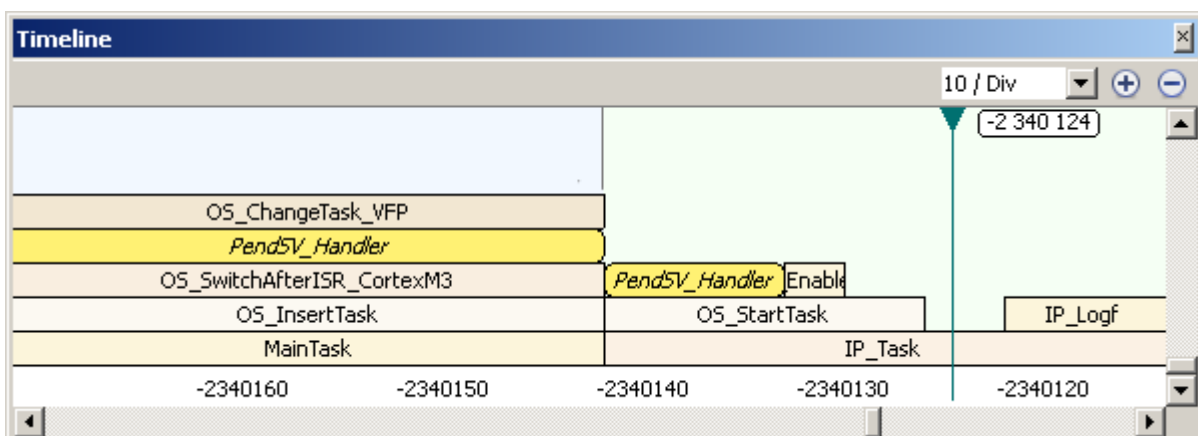 Timeline
10 / Div
-2 340 124
OS_ChangeTask_VFP
PendSV_Handler
OS_SwitchAfterISR_CortexM3 PendSV_Handler Enable
OS_InsertTask OS_StartTask IP_Logf
MainTask IP_Task
-2340160 -2340150 -2340140 -2340130 -2340120